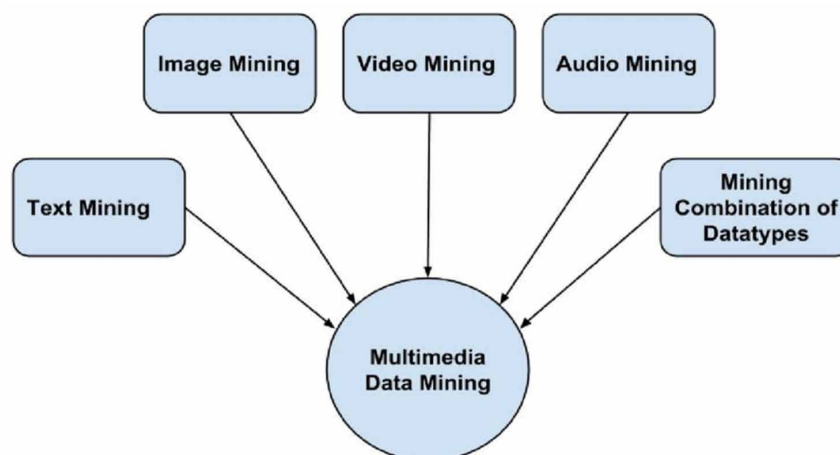 Image Mining
Video Mining
Audio Mining
Text Mining
Mining
Combination of
Datatypes
Multimedia
Data Mining